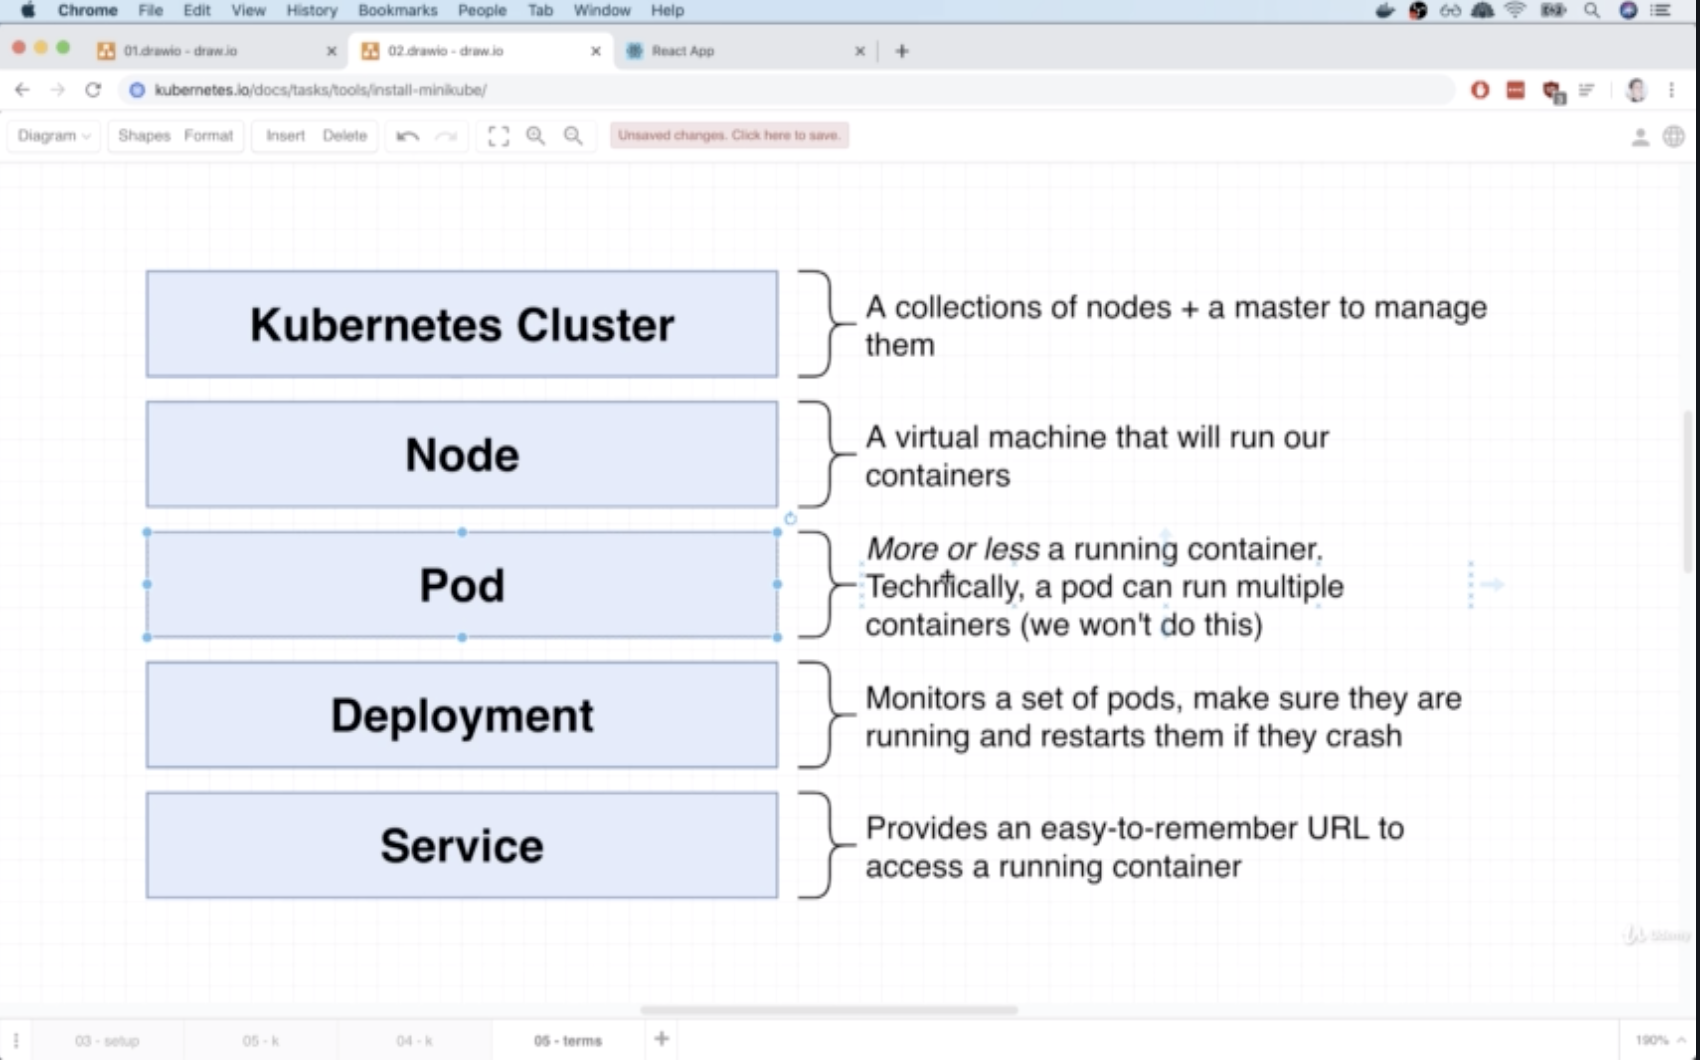 Chrome File Edit View History Bookmarks People Tab Window Help
01.drawio - draw.io
02.drawio - draw.io
React App
kubernetes.io/docs/tasks/tools/install-minikube/
Diagram Shapes Format Insert Delete Unsaved changes. Click here to save.
Kubernetes Cluster
A collections of nodes + a master to manage
them
Node
A virtual machine that will run our
containers
Pod
More or less a running container.
Technically, a pod can run multiple
containers (we won't do this)
Deployment
Monitors a set of pods, make sure they are
running and restarts them if they crash
Service
Provides an easy-to-remember URL to
access a running container
Udemy
03 - setup
05 - k
04 - k
05 - terms
190%